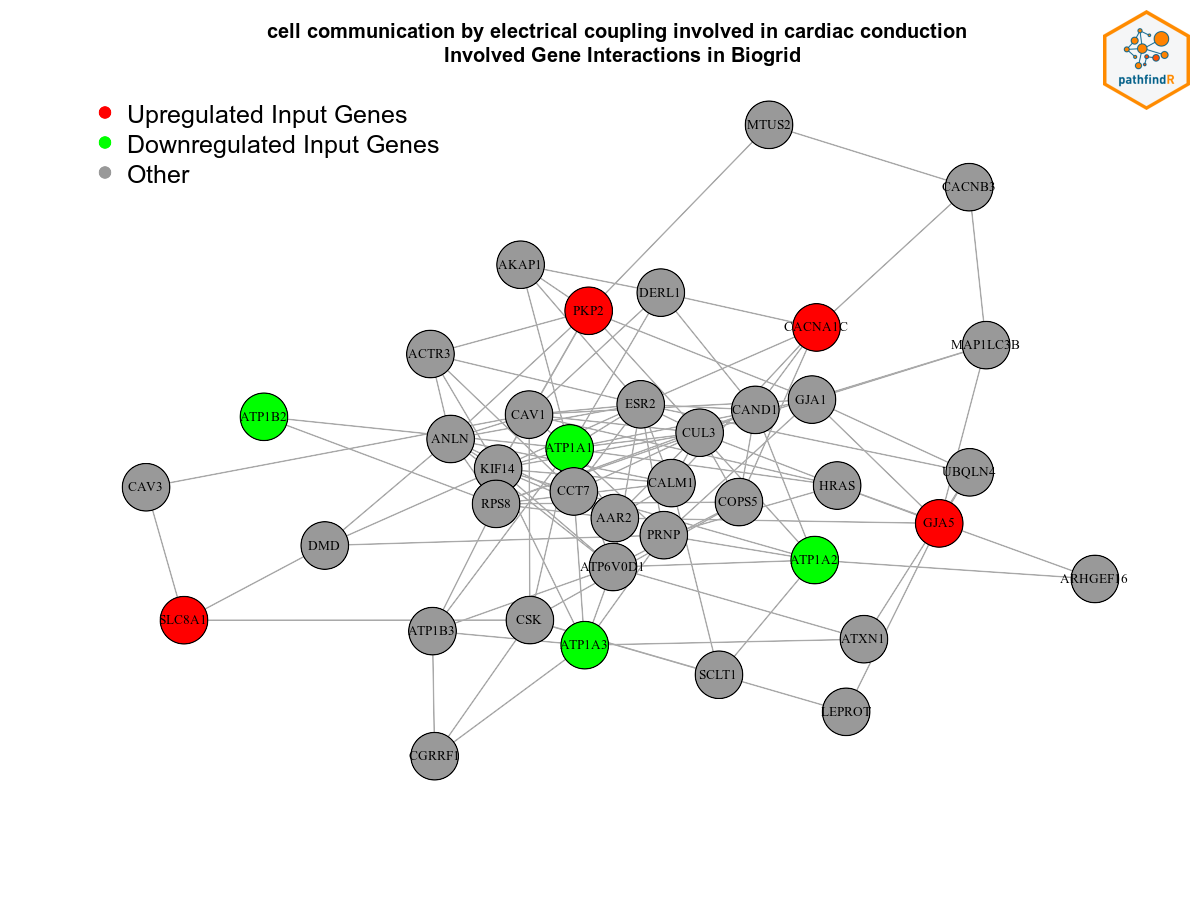 cell communication by electrical coupling involved in cardiac conduction
Involved Gene Interactions in Biogrid
pathfindR
Upregulated Input Genes
Downregulated Input Genes
Other
MTUS2
CACNB3
AKAP1
DERL1
PKP2
CACNA1C
MAP1LC3B
ACTR3
ATP1B2
CAV1
ESR2
CAND1
GJA1
ANLN
ATP1A1
CUL3
KIF14
CAV3
RPS8
CCT7
CALM1
COPS5
HRAS
UBQLN4
AAR2
PRNP
GJA5
DMD
ATP6V0D1
ATP1A2
ARHGEF16
SLC8A1
ATP1B3
CSK
ATP1A3
ATXN1
SCLT1
LEPROT
CGRRF1